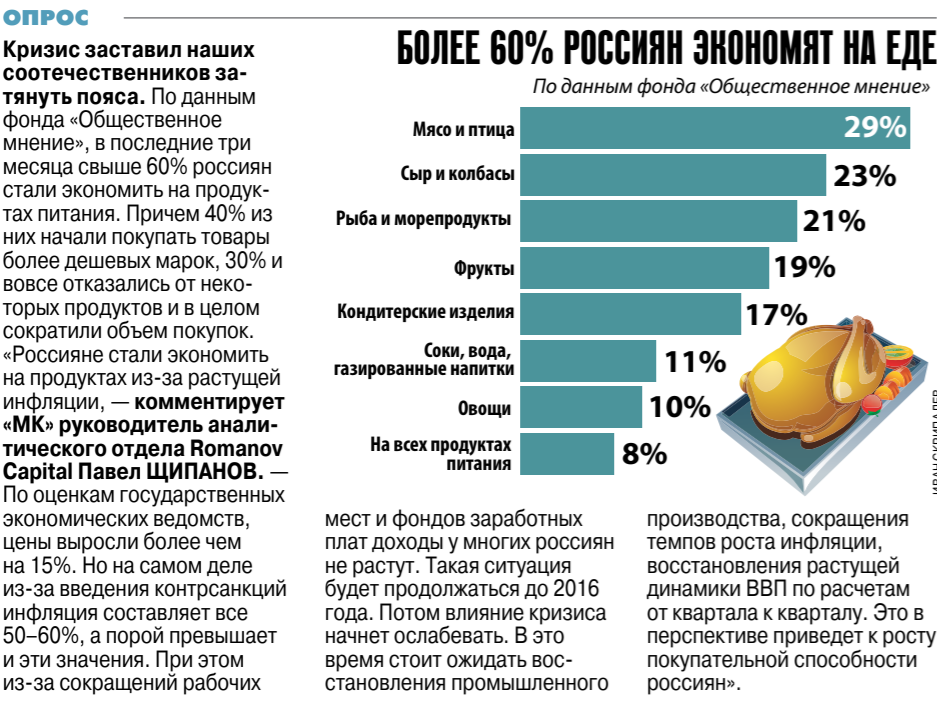 ОПРОС
Кризис заставил наших
соотечественников за-
тянуть пояса. По данным
фонда «Общественное
мнение», в последние три
месяца свыше 60% россиян
стали экономить на продук-
тах питания. Причем 40% из
них начали покупать товары
более дешевых марок, 30% и
вовсе отказались от неко-
торых продуктов и в целом
сократили объем покупок.
«Россияне стали экономить
на продуктах из-за растущей
инфляции, — комментирует
«МК» руководитель анали-
тического отдела Romanov
Capital Павел ЩИПАНОВ. —
По оценкам государственных
экономических ведомств,
цены выросли более чем
на 15%. Но на самом деле
из-за введения контрсанкций
инфляция составляет все
50–60%, а порой превышает
и эти значения. При этом
из-за сокращений рабочих
БОЛЕЕ 60% РОССИЯН ЭКОНОМЯТ НА ЕДЕ
По данным фонда «Общественное мнение»
Мясо и птица 29%
Сыр и колбасы 23%
Рыба и морепродукты 21%
Фрукты 19%
Кондитерские изделия 17%
Соки, вода,
газированные напитки 11%
Овощи 10%
На всех продуктах
питания 8%
ИВАН СКРИПАЛЕВ
мест и фондов заработных
плат доходы у многих россиян
не растут. Такая ситуация
будет продолжаться до 2016
года. Потом влияние кризиса
начнет ослабевать. В это
время стоит ожидать вос-
становления промышленного
производства, сокращения
темпов роста инфляции,
восстановления растущей
динамики ВВП по расчетам
от квартала к кварталу. Это в
перспективе приведет к росту
покупательной способности
россиян».